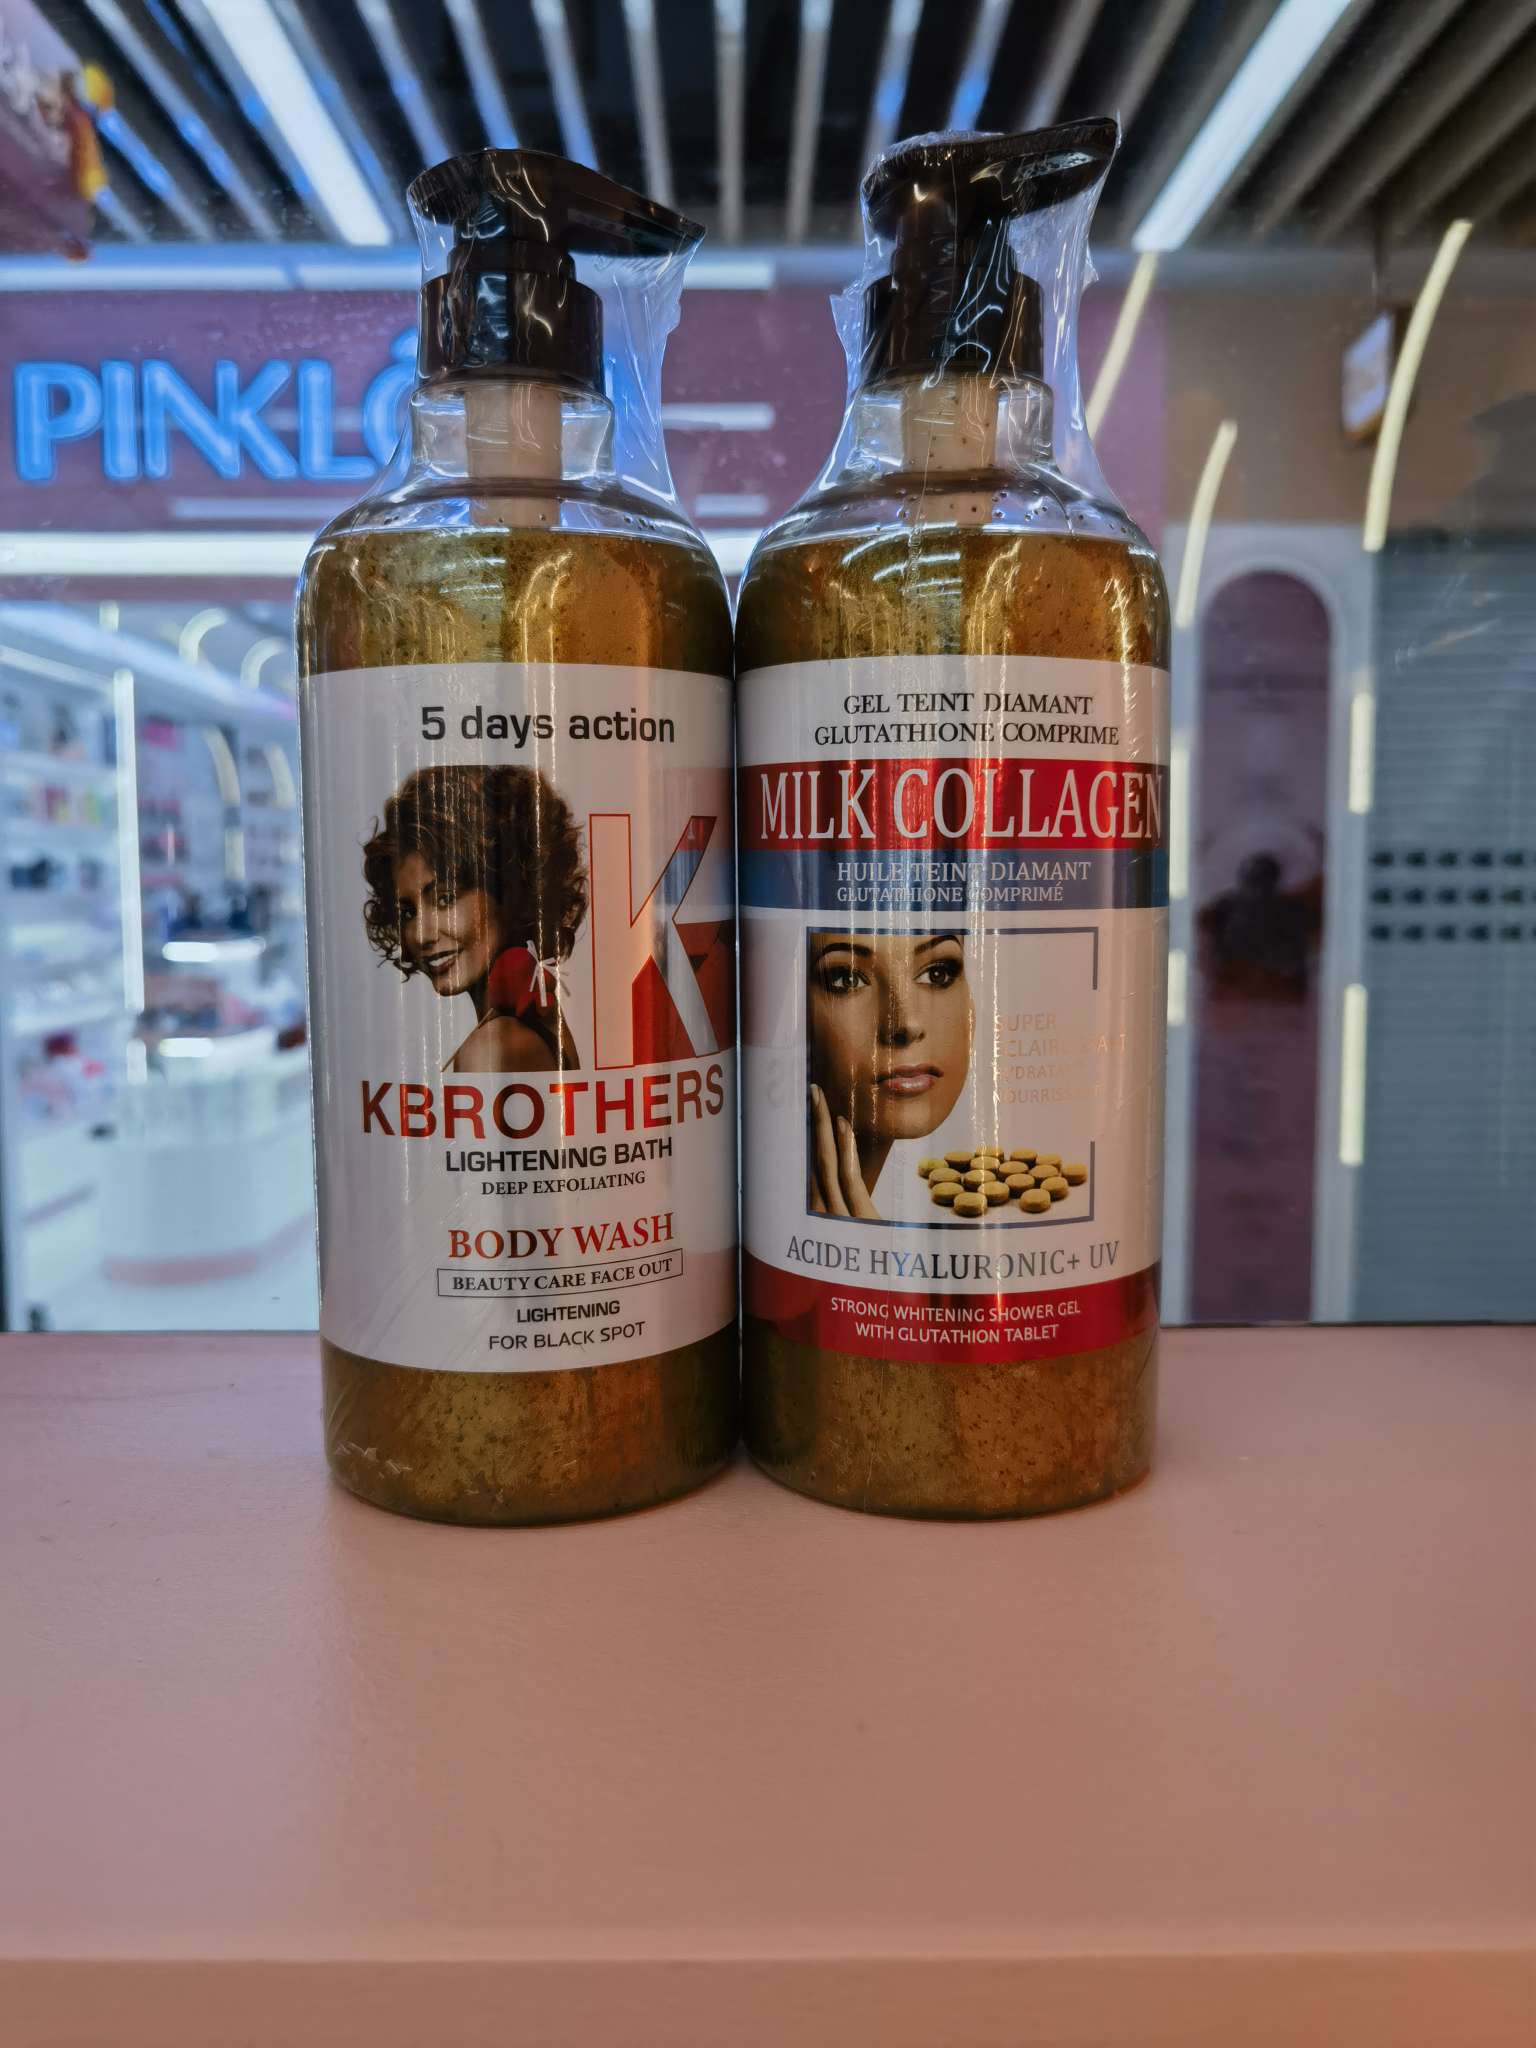 PINKL
5 days action
K
KBROTHERS
LIGHTENING BATH
DEEP EXFOLIATING
BODY WASH
BEAUTY CARE FACE OUT
LIGHTENING
FOR BLACK SPOT
GEL TEINT DIAMANT
GLUTATHIONE COMPRIME
MILK COLLAGEN
HUILE TEINT DIAMANT
GLUTATHIONE COMPRIMÉ
SUPER
ACIDE HYALURONIC+ UV
STRONG WHITENING SHOWER GEL
WITH GLUTATHION TABLET